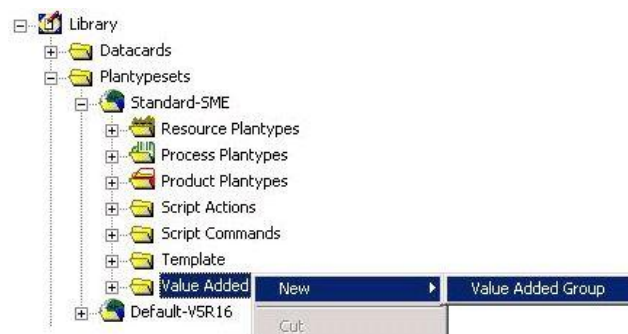 Library
Datacards
Plantypesets
Standard-SME
Resource Plantypes
Process Plantypes
Product Plantypes
Script Actions
Script Commands
Template
Value Added New Value Added Group
Default-V5R16 Cut